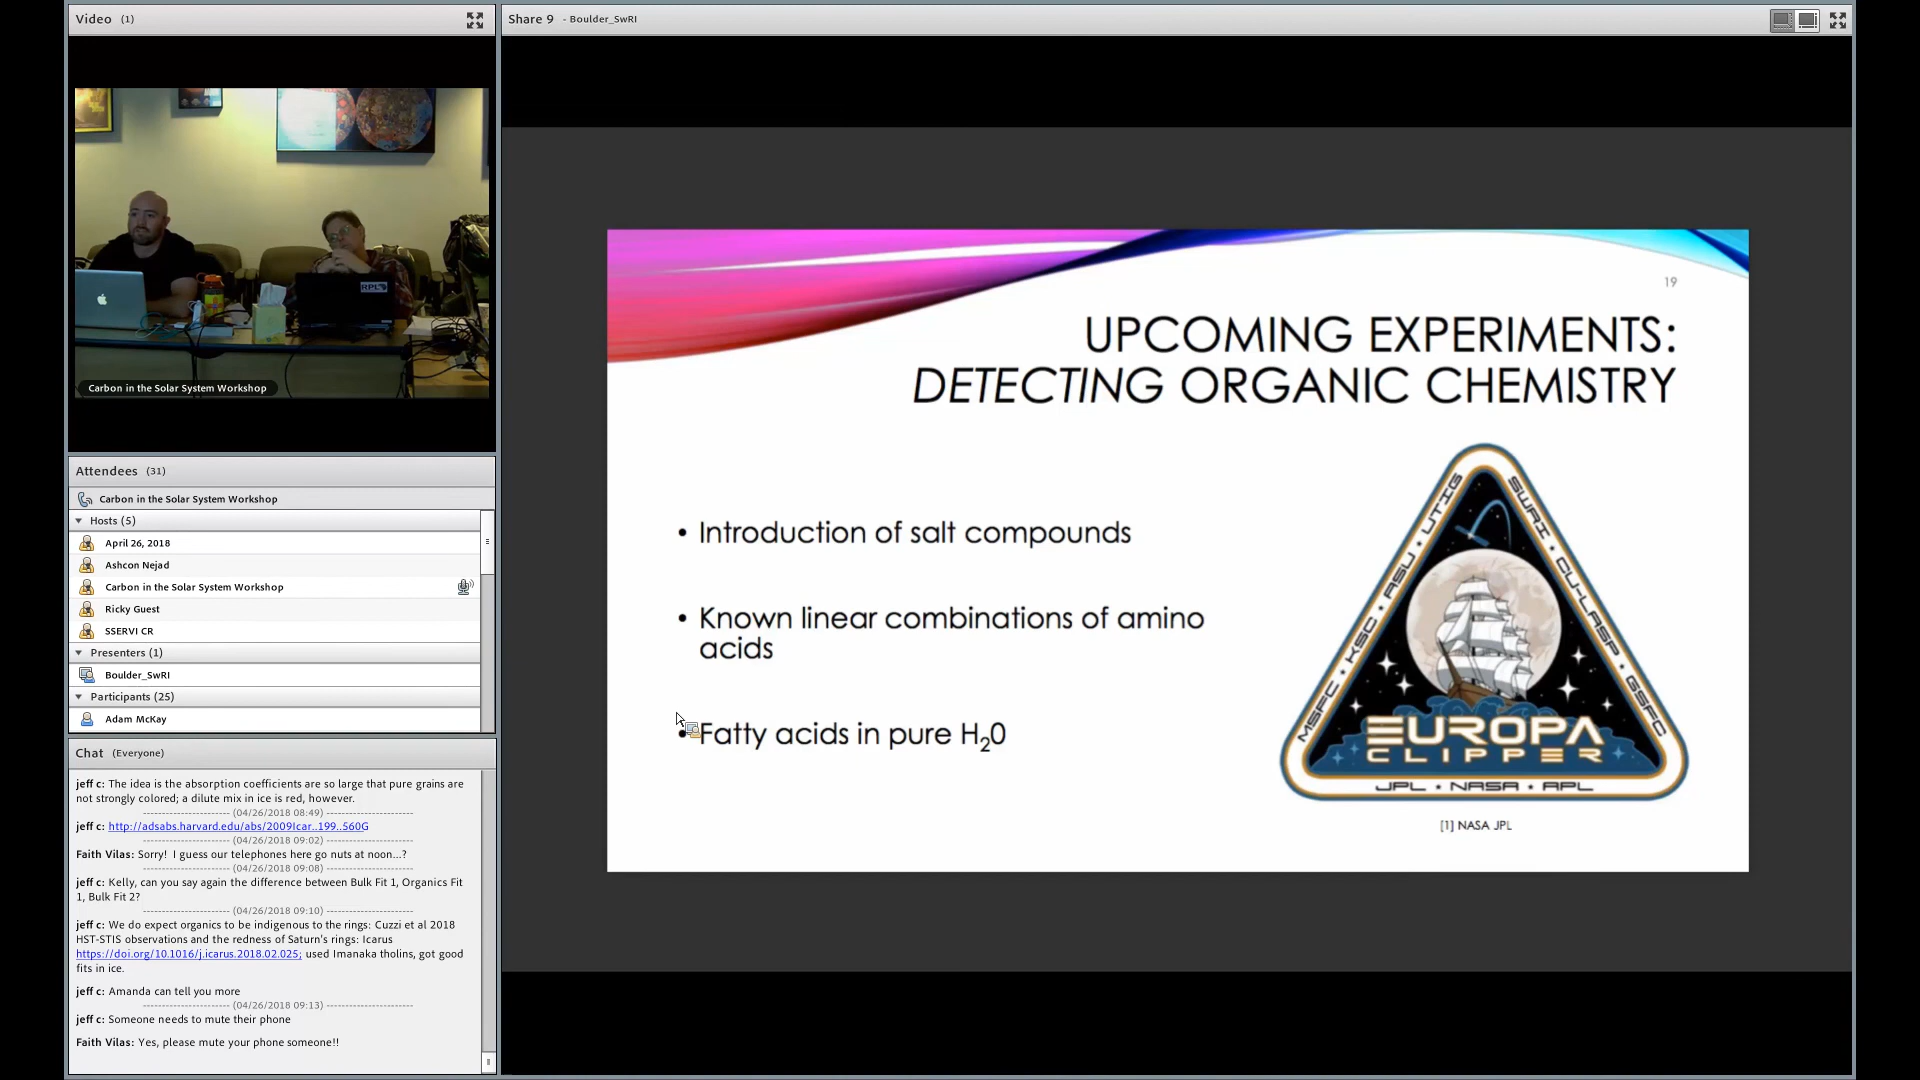 Video (1)
Carbon in the Solar System Workshop
RPL
Attendees (31)
Carbon in the Solar System Workshop
Hosts (5)
April 26, 2018
Ashcon Nejad
Carbon in the Solar System Workshop
Ricky Guest
SSERVI CR
Presenters (1)
Boulder_SwRI
Participants (25)
Adam McKay
Chat (Everyone)
jeff c: The idea is the absorption coefficients are so large that pure grains are
not strongly colored; a dilute mix in ice is red, however.
---------------------- (04/26/2018 08:49) ---------------------
jeff c: http://adsabs.harvard.edu/abs/2009Icar..199..560G
---------------------- (04/26/2018 09:02) ---------------------
Faith Vilas: Sorry! I guess our telephones here go nuts at noon...?
---------------------- (04/26/2018 09:08) ---------------------
jeff c: Kelly, can you say again the difference between Bulk Fit 1, Organics Fit
1, Bulk Fit 2?
---------------------- (04/26/2018 09:10) ---------------------
jeff c: We do expect organics to be indigenous to the rings: Cuzzi et al 2018
HST-STIS observations and the redness of Saturn's rings: Icarus
https://doi.org/10.1016/j.icarus.2018.02.025; used Imanaka tholins, got good
fits in ice.
jeff c: Amanda can tell you more
---------------------- (04/26/2018 09:13) ---------------------
jeff c: Someone needs to mute their phone
Faith Vilas: Yes, please mute your phone someone!!
Share 9 - Boulder_SwRI
19
UPCOMING EXPERIMENTS:
DETECTING ORGANIC CHEMISTRY
• Introduction of salt compounds
• Known linear combinations of amino
acids
• Fatty acids in pure H₂0
MSFC • KSC • ASU • UTIG
SWRI • CU-LASP • GSFC
EUROPA
CLIPPER
JPL • NASA • APL
[1] NASA JPL